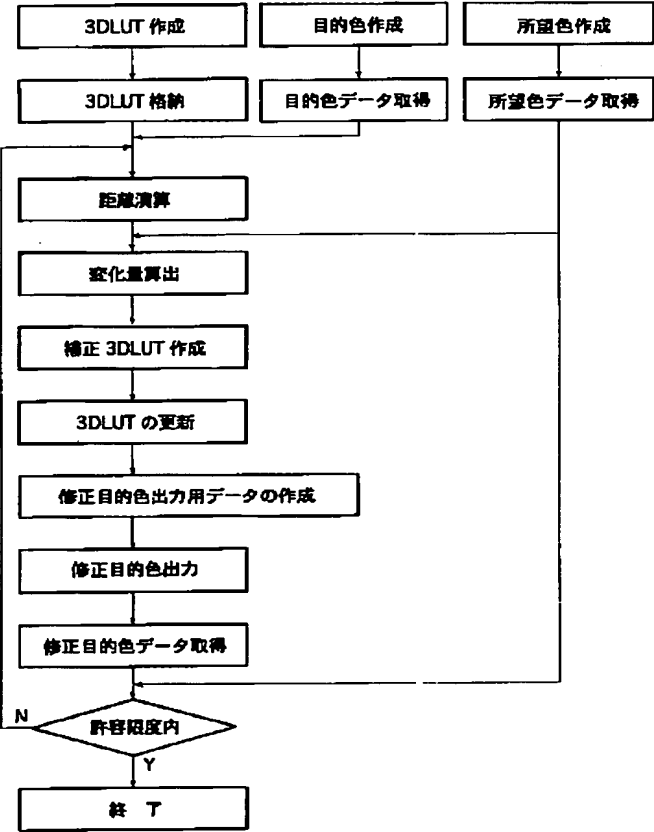 3DLUT 作成
目的色作成
所望色作成
3DLUT 格納
目的色データ取得
所望色データ取得
距離演算
変化量算出
補正 3DLUT 作成
3DLUT の更新
修正目的色出力用データの作成
修正目的色出力
修正目的色データ取得
N
許容限度内
Y
終 了